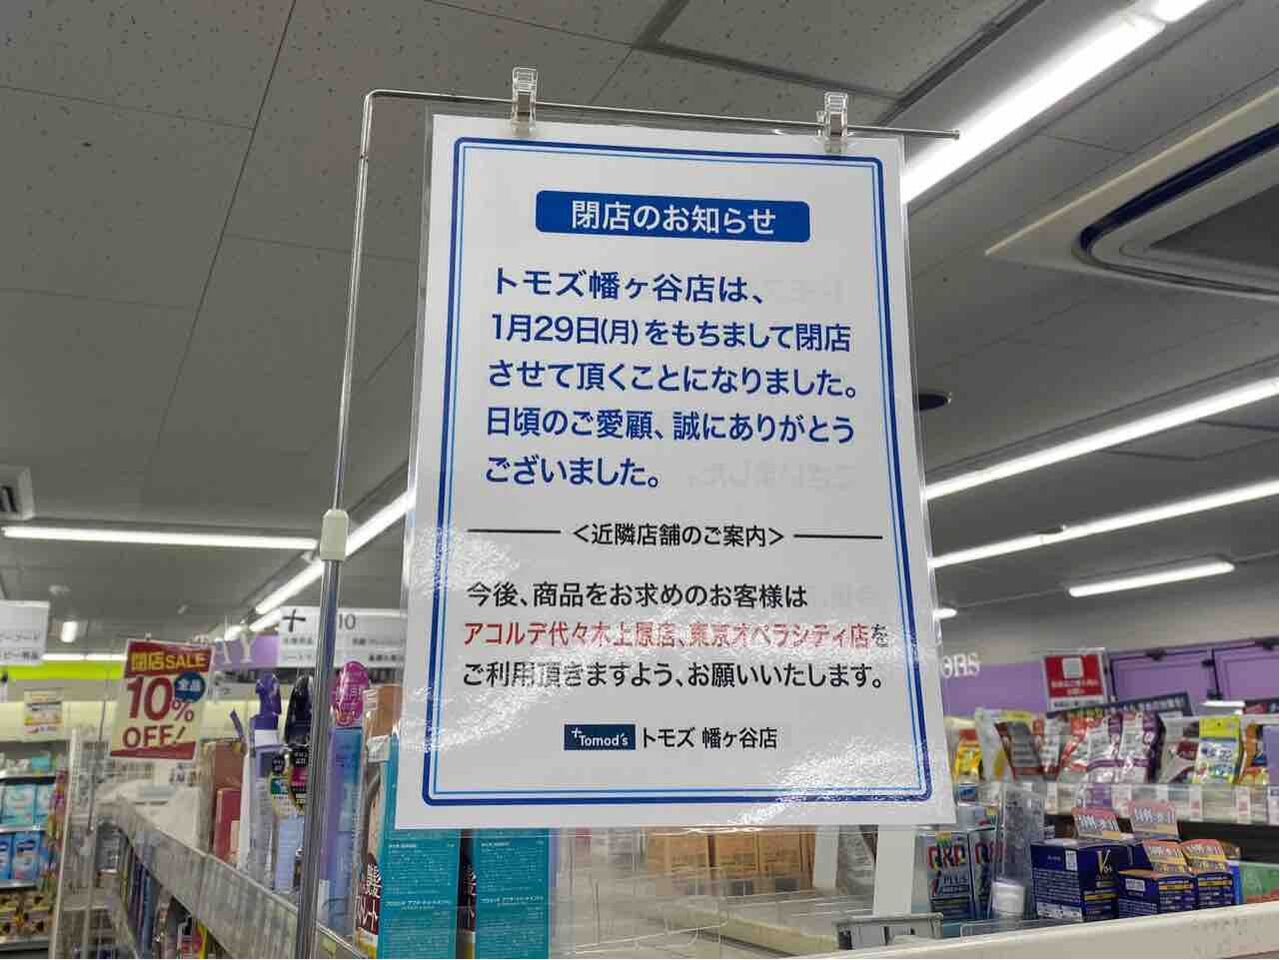 閉店のお知らせ
トモズ幡ヶ谷店は、
1月29日(月)をもちまして閉店
させて頂くことになりました。
日頃のご愛顧、誠にありがとう
ございました。
<近隣店舗のご案内>
今後、商品をお求めのお客様は
アコルデ代々木上原店、東京オペラシティ店を
ご利用頂きますよう、お願いいたします。
+Tomod's トモズ 幡ヶ谷店
閉店SALE
全品
10%
OFF!
10